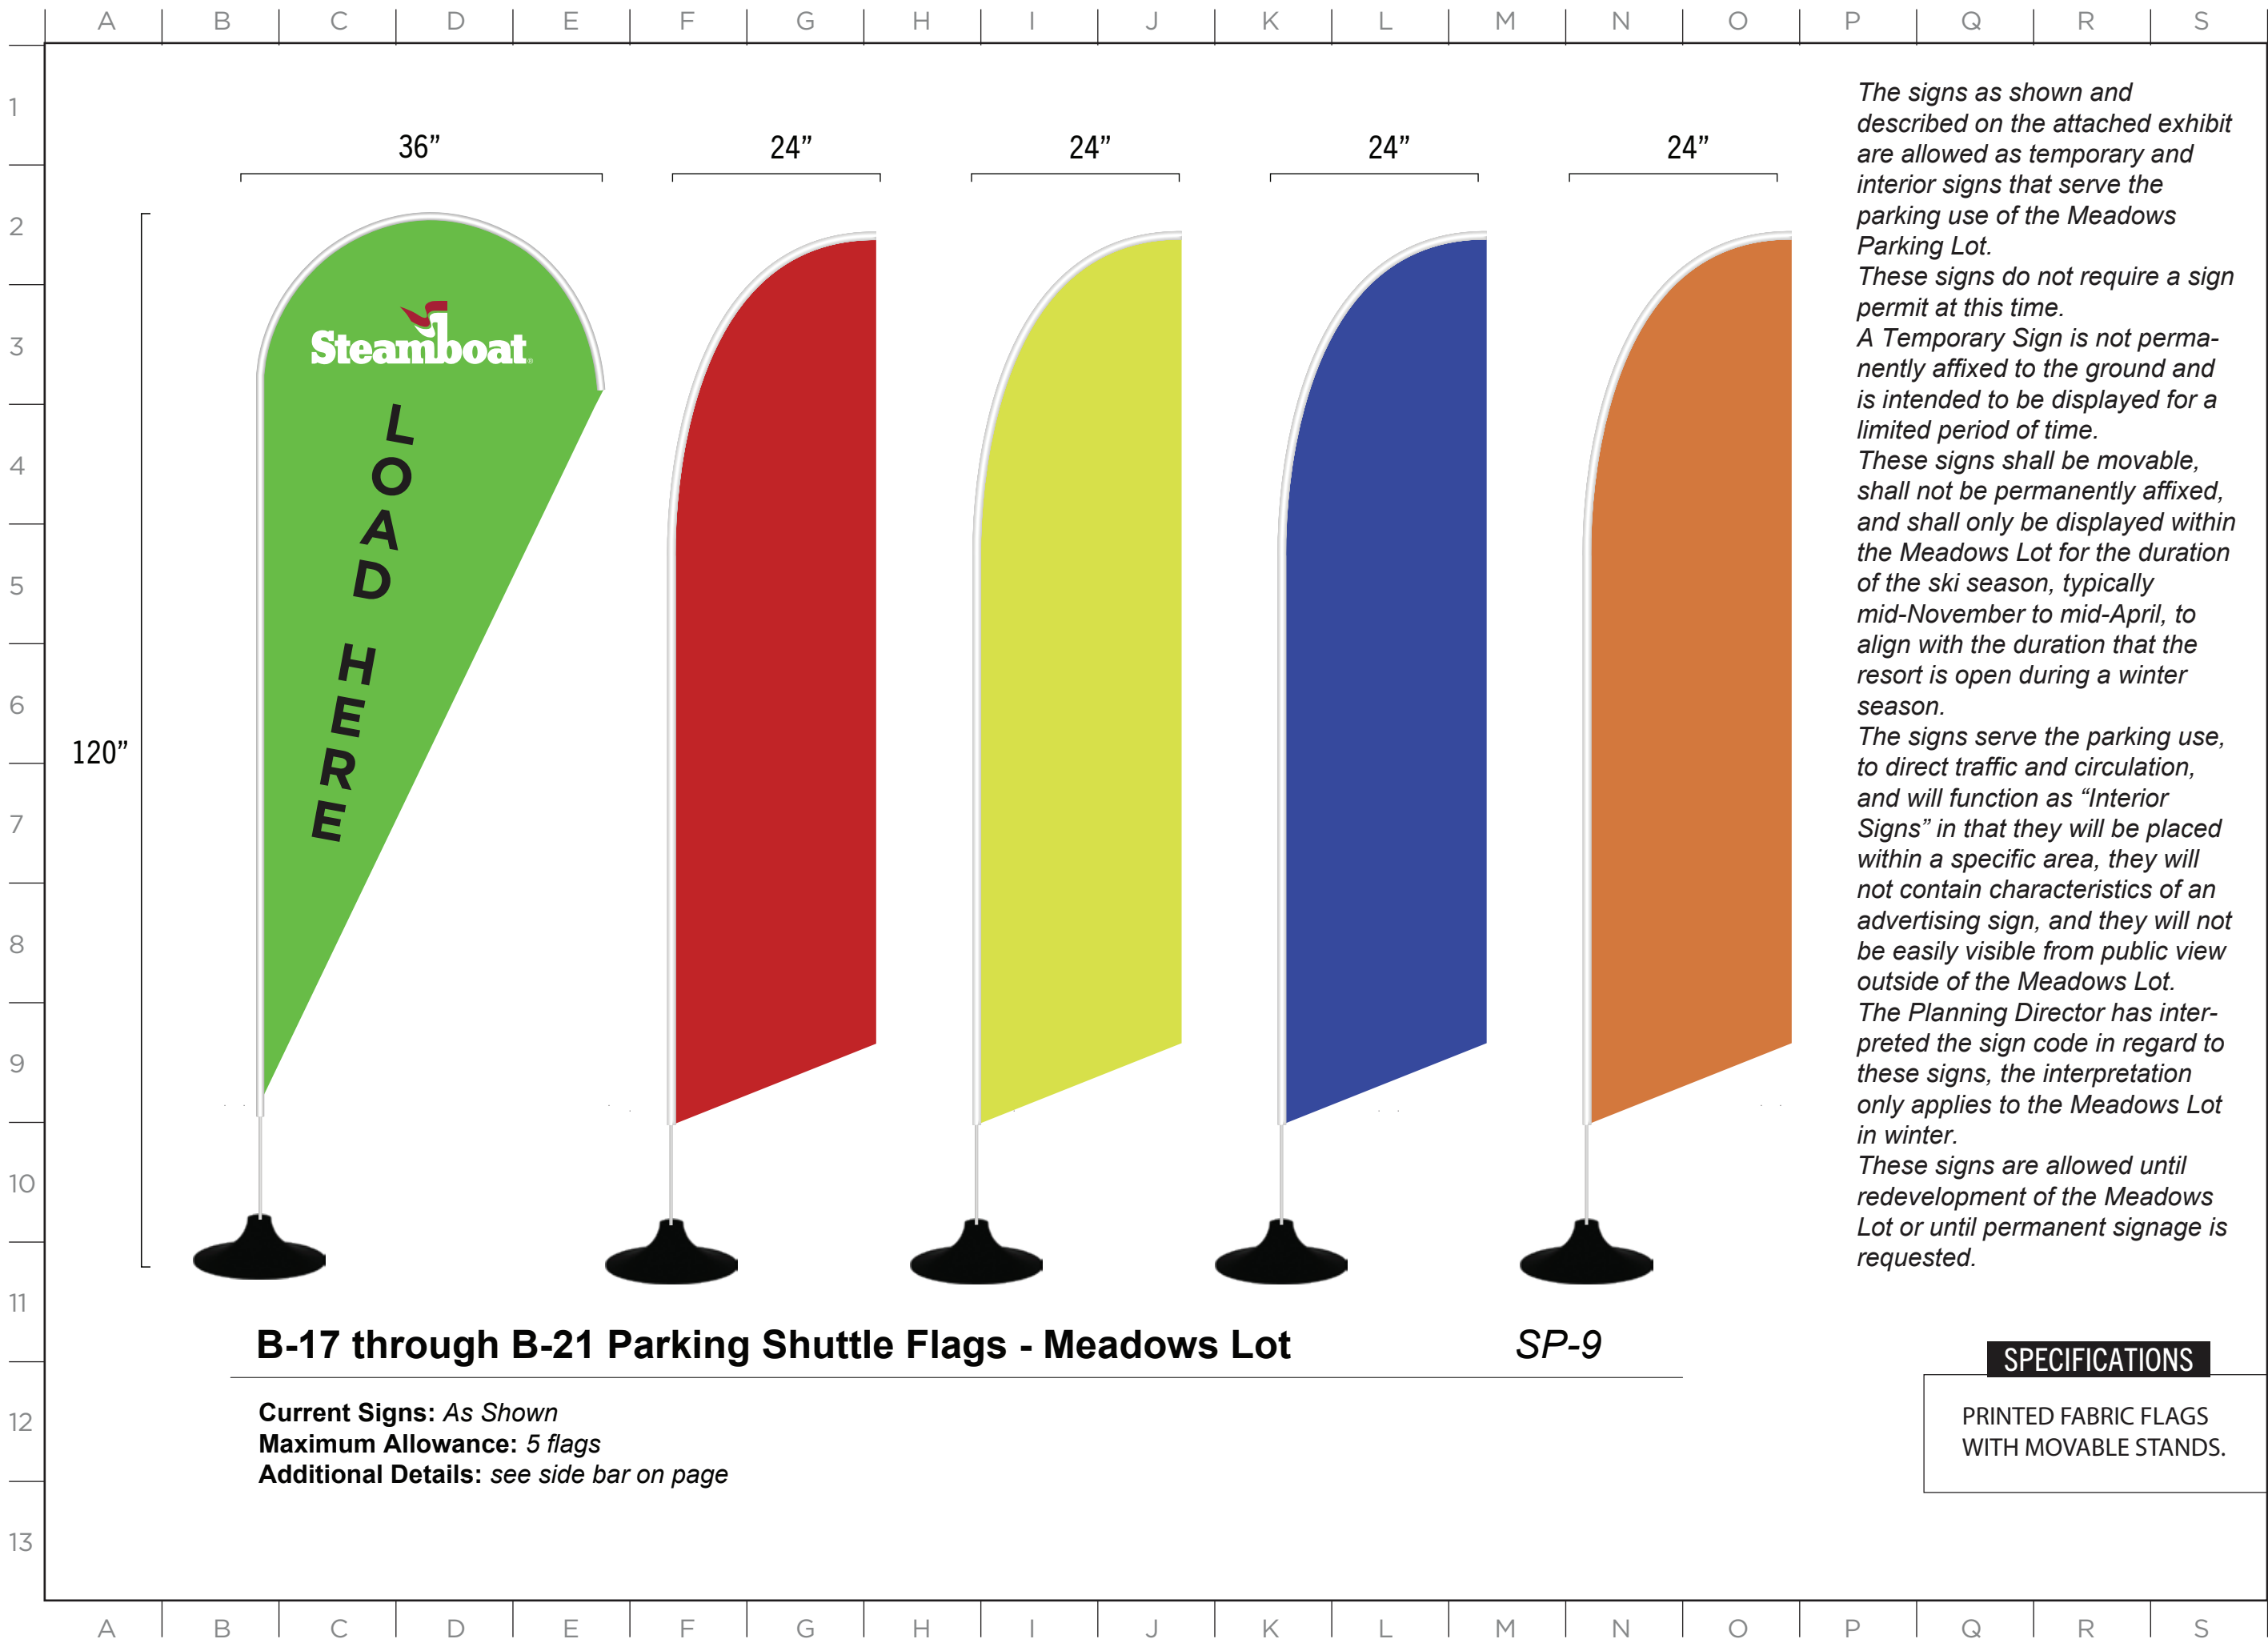 A B C D E F G H I J K L M N O P Q R S
1
2
3
4
5
6
7
8
9
10
11
12
13
36” 24” 24” 24” 24”
120”
Steamboat
LOAD HERE
The signs as shown and
described on the attached exhibit
are allowed as temporary and
interior signs that serve the
parking use of the Meadows
Parking Lot.
These signs do not require a sign
permit at this time.
A Temporary Sign is not perma-
nently affixed to the ground and
is intended to be displayed for a
limited period of time.
These signs shall be movable,
shall not be permanently affixed,
and shall only be displayed within
the Meadows Lot for the duration
of the ski season, typically
mid-November to mid-April, to
align with the duration that the
resort is open during a winter
season.
The signs serve the parking use,
to direct traffic and circulation,
and will function as “Interior
Signs” in that they will be placed
within a specific area, they will
not contain characteristics of an
advertising sign, and they will not
be easily visible from public view
outside of the Meadows Lot.
The Planning Director has inter-
preted the sign code in regard to
these signs, the interpretation
only applies to the Meadows Lot
in winter.
These signs are allowed until
redevelopment of the Meadows
Lot or until permanent signage is
requested.
B-17 through B-21 Parking Shuttle Flags - Meadows Lot SP-9
Current Signs: As Shown
Maximum Allowance: 5 flags
Additional Details: see side bar on page
SPECIFICATIONS
PRINTED FABRIC FLAGS
WITH MOVABLE STANDS.
A B C D E F G H I J K L M N O P Q R S